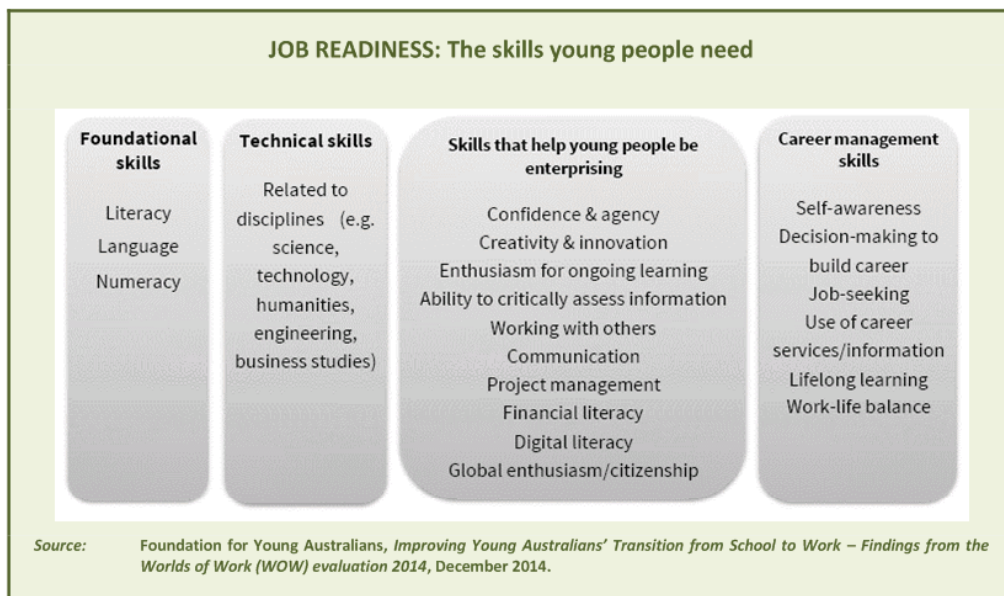 JOB READINESS: The skills young people need
Foundational
skills
Literacy
Language
Numeracy
Technical skills
Related to
disciplines (e.g.
science,
technology,
humanities,
engineering,
business studies)
Skills that help young people be
enterprising
Confidence & agency
Creativity & innovation
Enthusiasm for ongoing learning
Ability to critically assess information
Working with others
Communication
Project management
Financial literacy
Digital literacy
Global enthusiasm/citizenship
Career management
skills
Self-awareness
Decision-making to
build career
Job-seeking
Use of career
services/information
Lifelong learning
Work-life balance
Source: Foundation for Young Australians, Improving Young Australians’ Transition from School to Work – Findings from the
Worlds of Work (WOW) evaluation 2014, December 2014.